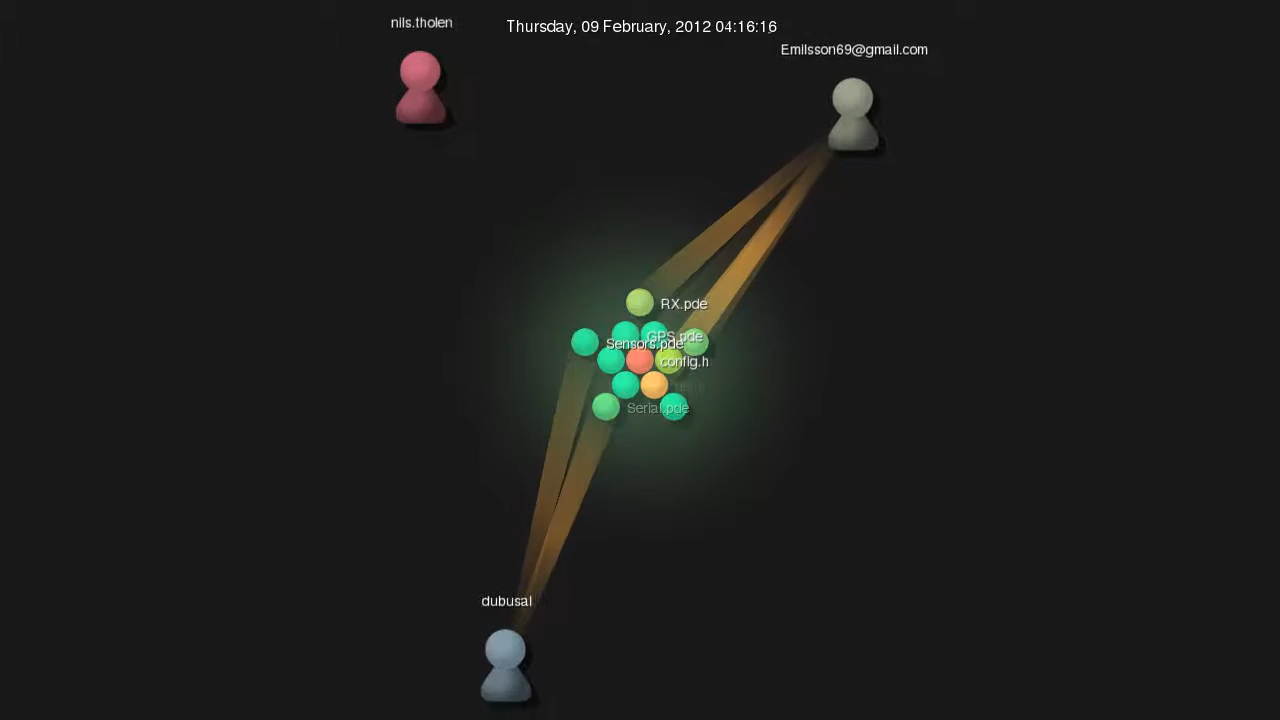 nils.tholen
Thursday, 09 February, 2012 04:16:16
Emilsson69@gmail.com
RX.pde
GPS.pde
Sensors.pde
config.h
Serial.pde
dubusal